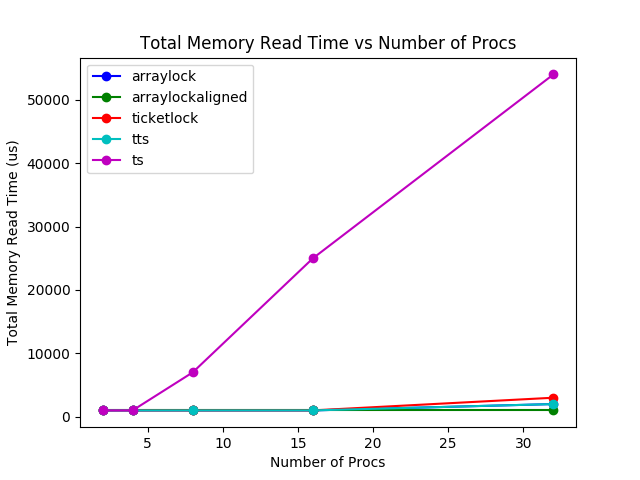 Total Memory Read Time vs Number of Procs
arraylock
arraylockaligned
ticketlock
tts
ts
Total Memory Read Time (us)
50000
40000
30000
20000
10000
0
5
10
15
20
25
30
Number of Procs